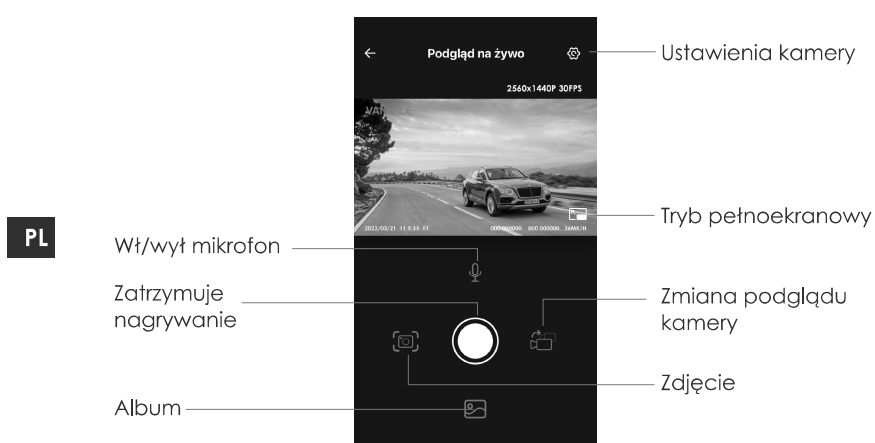 Podgląd na żywo
Ustawienia kamery
2560x1440P 30FPS
Tryb pełnoekranowy
PL
Wł/wył mikrofon
Zatrzymuje
nagrywanie
Zmiana podglądu
kamery
Zdjęcie
Album